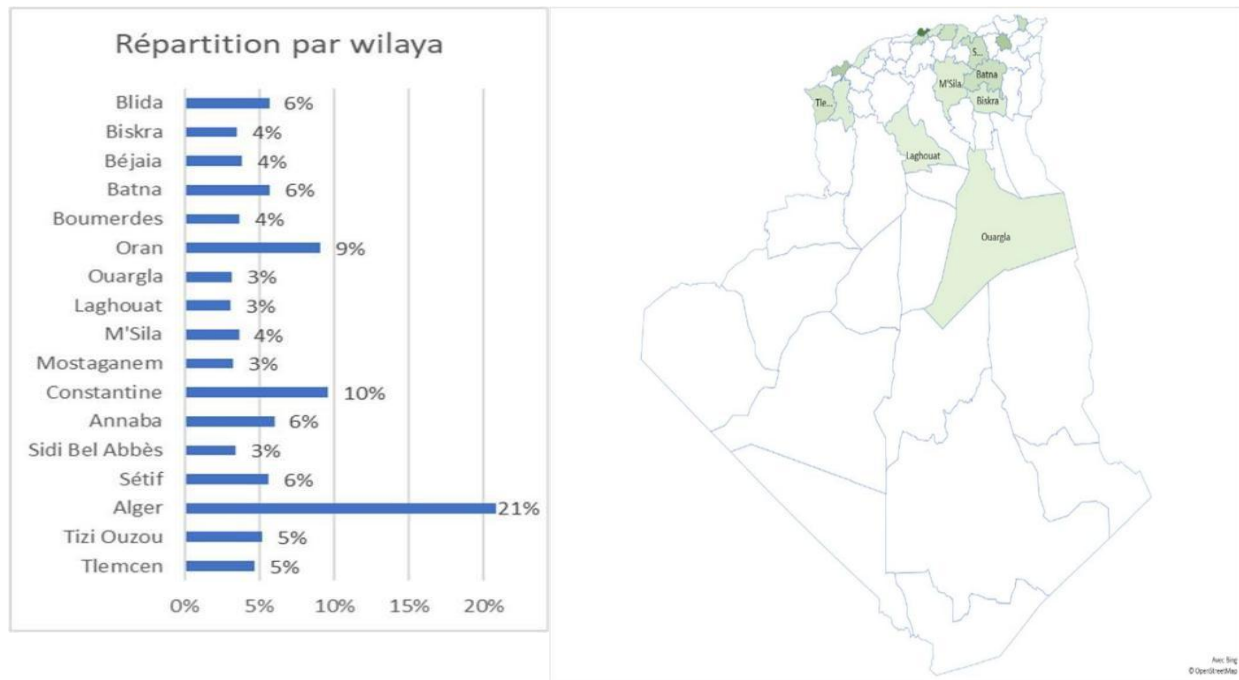 Répartition par wilaya
Blida 6%
Biskra 4%
Béjaia 4%
Batna 6%
Boumerdes 4%
Oran 9%
Ouargla 3%
Laghouat 3%
M'Sila 4%
Mostaganem 3%
Constantine 10%
Annaba 6%
Sidi Bel Abbès 3%
Sétif 6%
Alger 21%
Tizi Ouzou 5%
Tlemcen 5%
0% 5% 10% 15% 20%
S...
Batna
M'Sila
Biskra
Tle...
Laghouat
Ouargla
Avec Bing
© OpenStreetMap